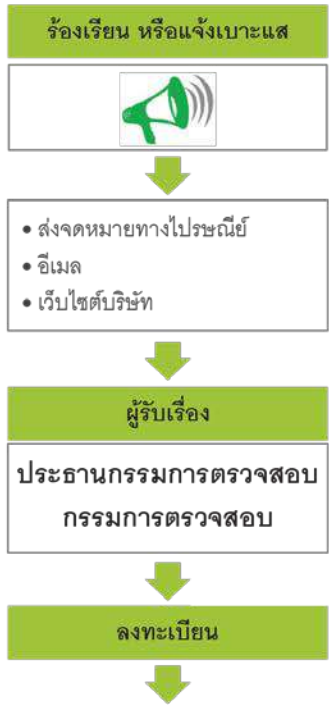 ร้องเรียน หรือแจ้งเบาะแส
• ส่งจดหมายทางไปรษณีย์
• อีเมล
• เว็บไซต์บริษัท
ผู้รับเรื่อง
ประธานกรรมการตรวจสอบ
กรรมการตรวจสอบ
ลงทะเบียน